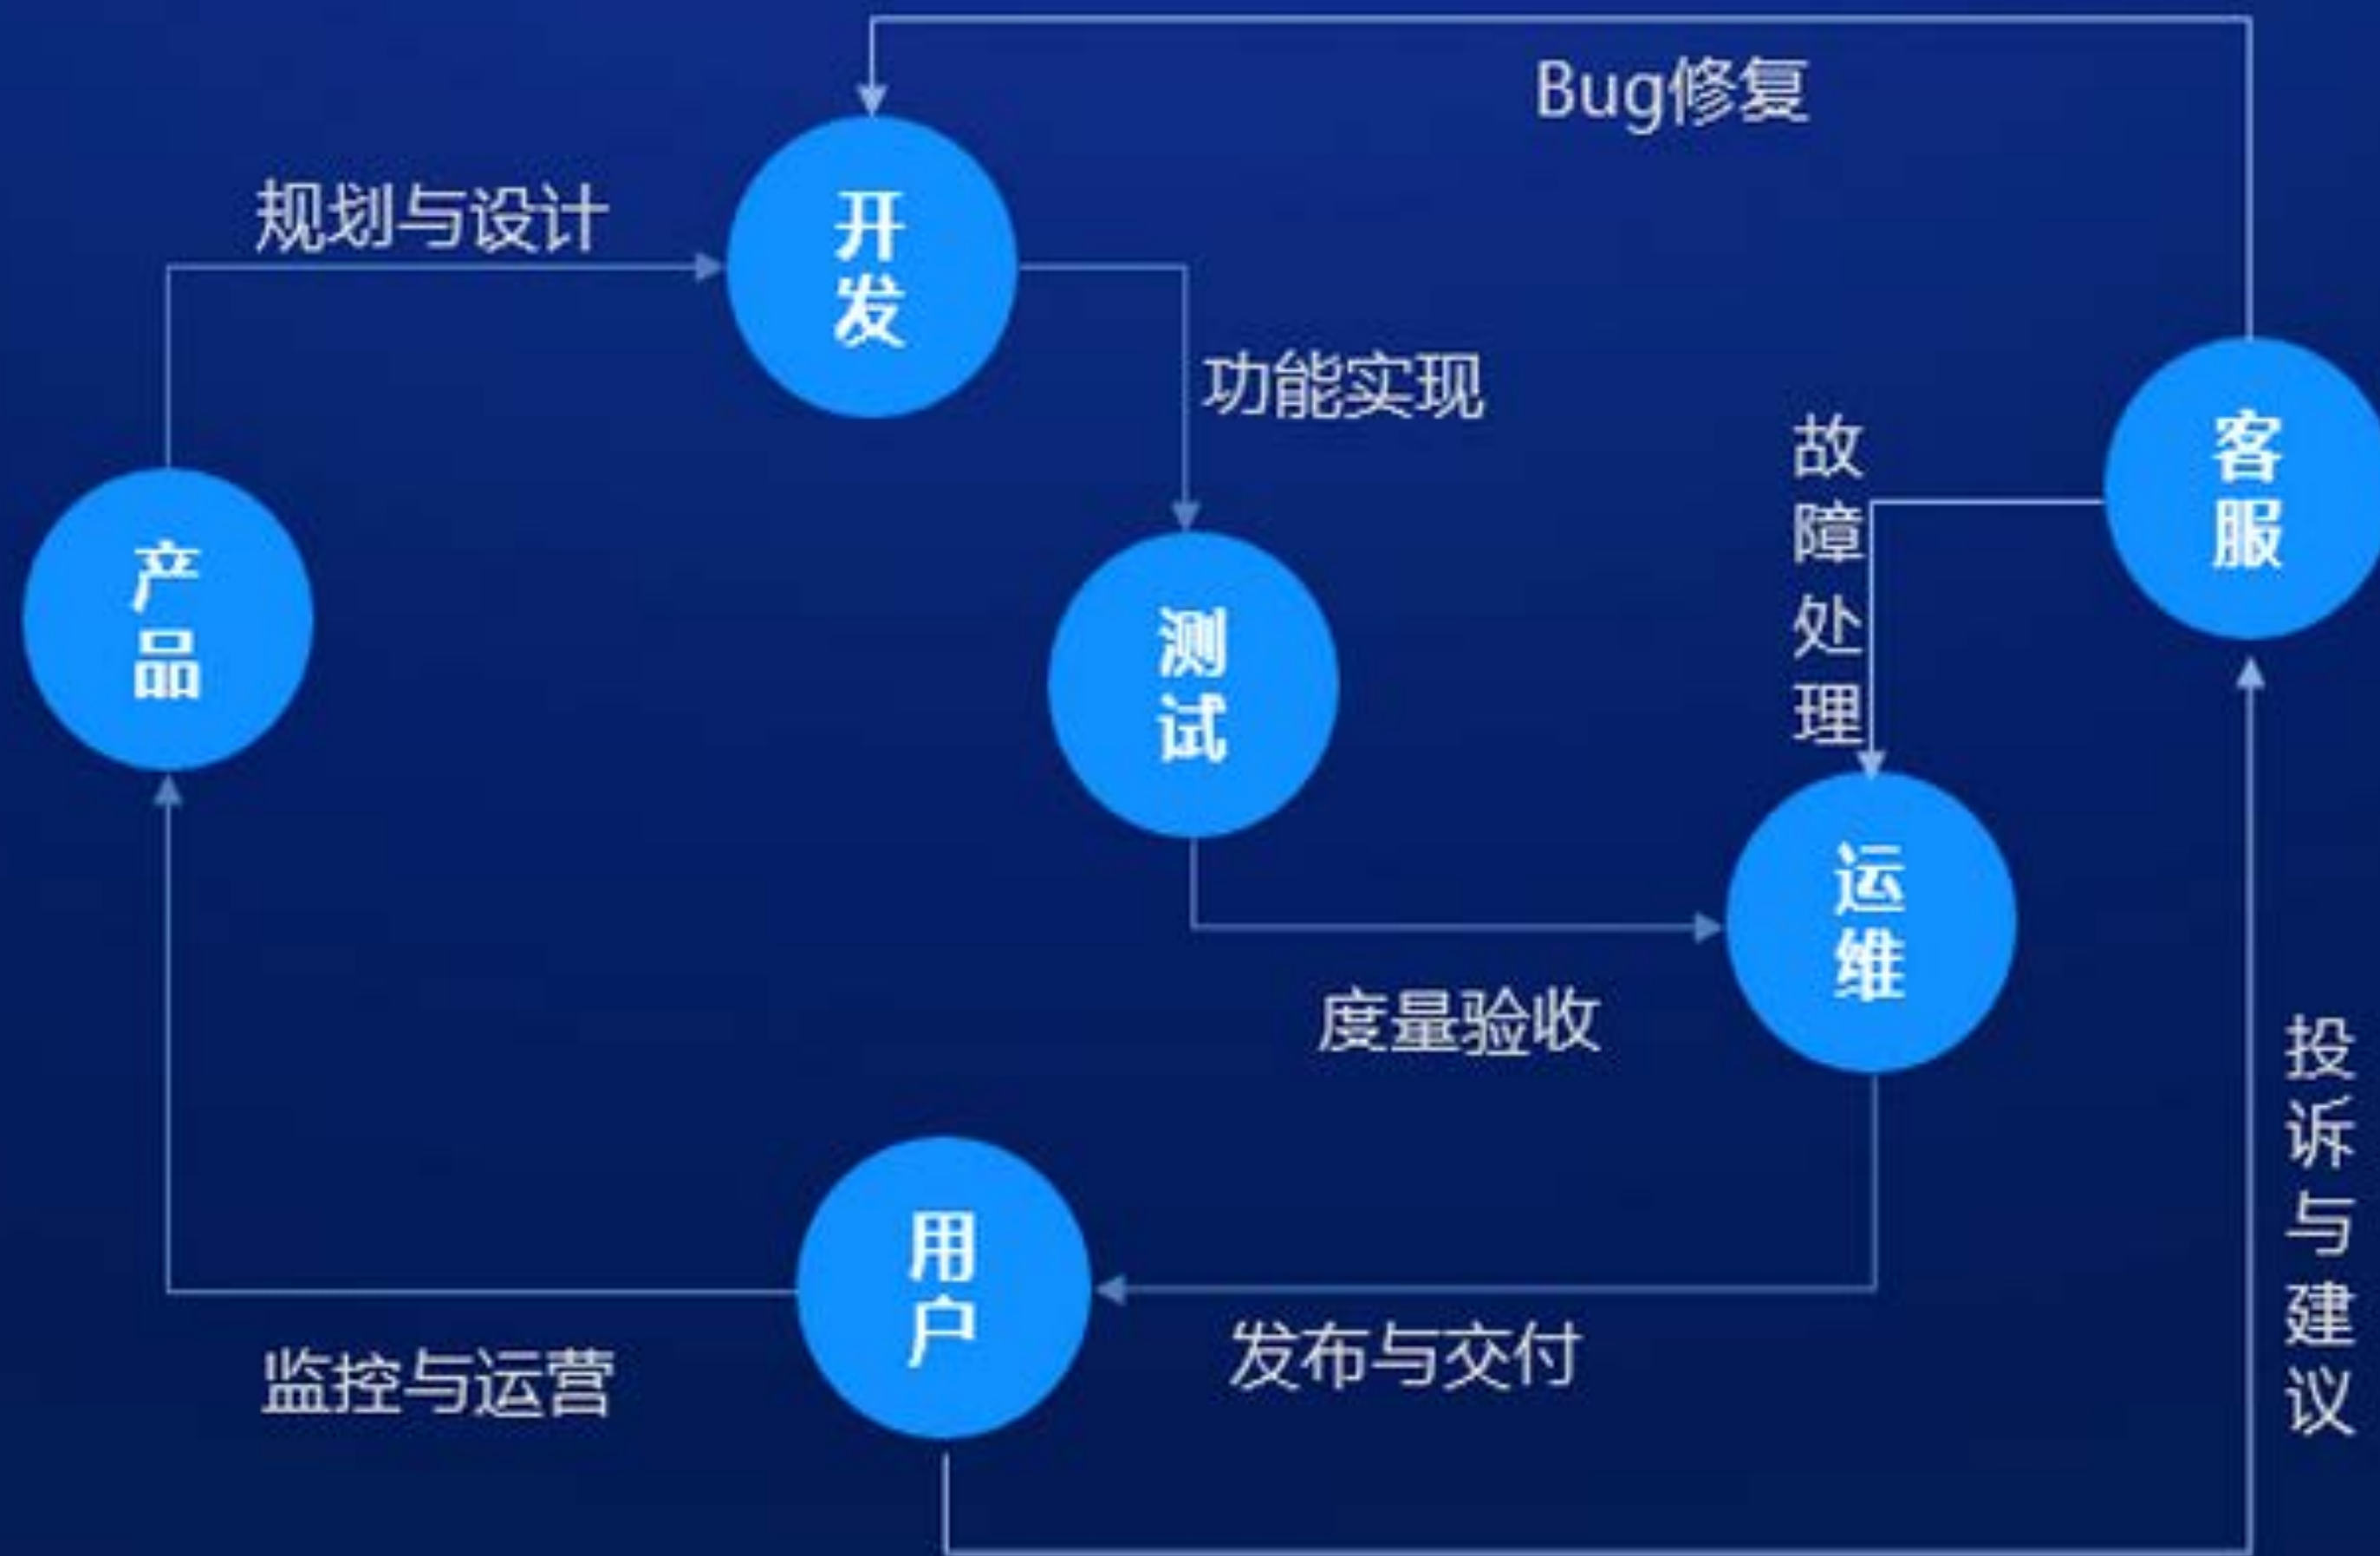 Bug修复
规划与设计
开发
功能实现
故障处理
客服
产品
测试
运维
度量验收
投诉与建议
用户
发布与交付
监控与运营